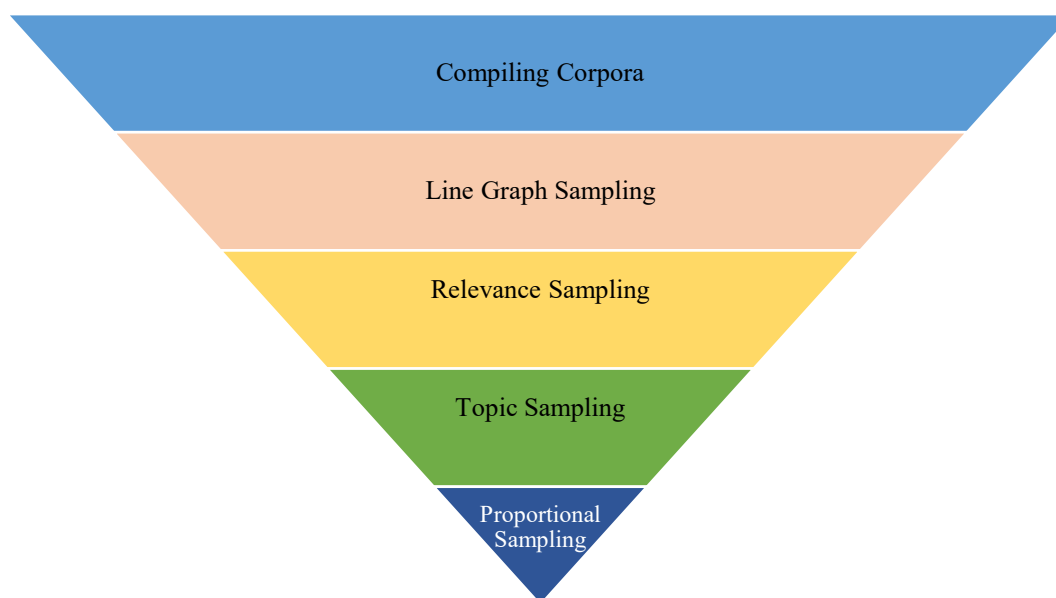 Compiling Corpora
Line Graph Sampling
Relevance Sampling
Topic Sampling
Proportional
Sampling